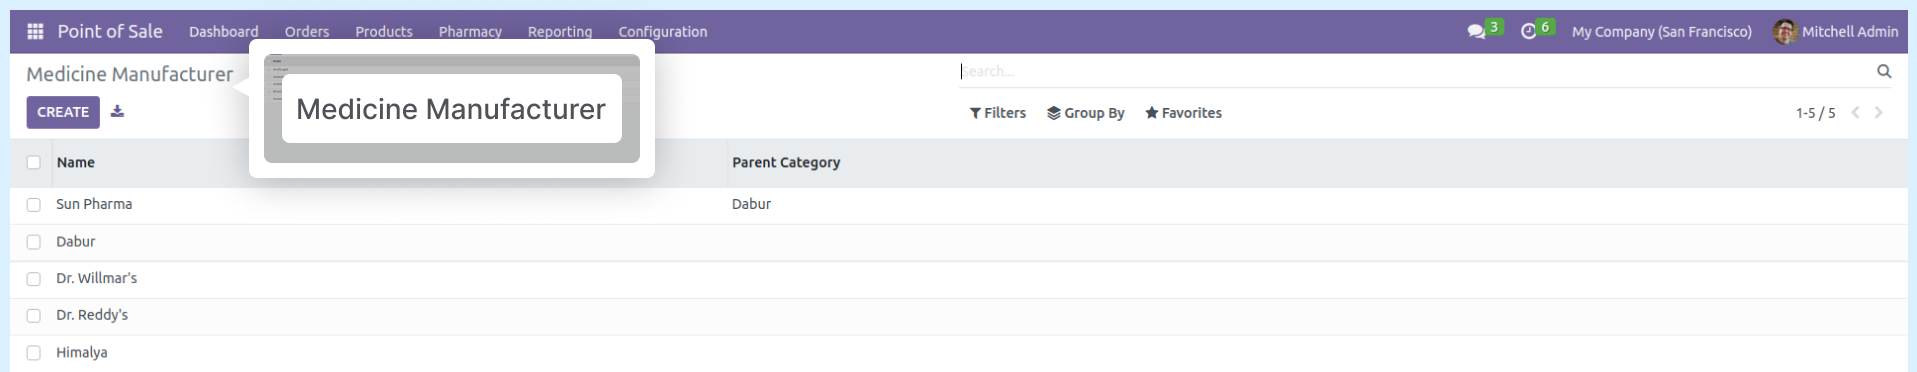 Point of Sale Dashboard Orders Products Pharmacy Reporting Configuration 3 6 My Company (San Francisco) Mitchell Admin
Medicine Manufacturer
Search...
Medicine Manufacturer
CREATE
Filters Group By Favorites 1-5 / 5
Name Parent Category
Sun Pharma Dabur
Dabur
Dr. Willmar's
Dr. Reddy's
Himalya